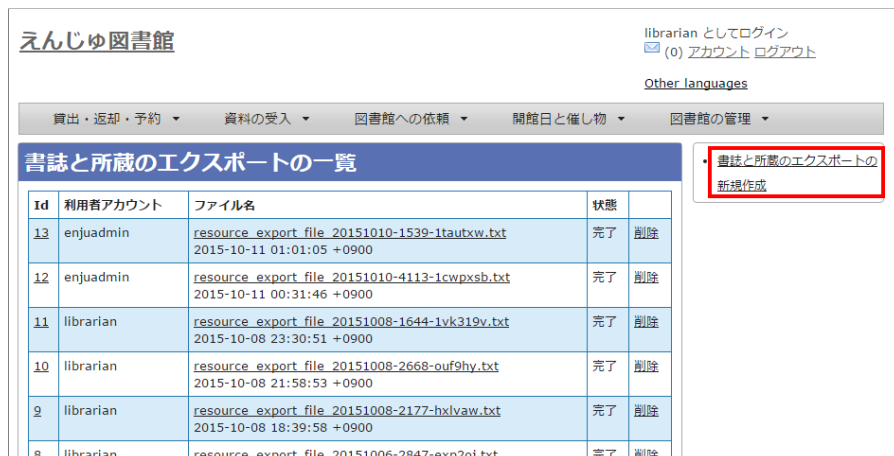 えんじゅ図書館
librarian としてログイン
(0) アカウント ログアウト
Other languages
貸出・返却・予約 ▼ 資料の受入 ▼ 図書館への依頼 ▼ 開館日と催し物 ▼ 図書館の管理 ▼
書誌と所蔵のエクスポートの一覧
• 書誌と所蔵のエクスポートの
新規作成
Id 利用者アカウント ファイル名 状態
13 enjuadmin resource_export_file_20151010-1539-1tautxw.txt 完了 削除
2015-10-11 01:01:05 +0900
12 enjuadmin resource_export_file_20151010-4113-1cwpxsb.txt 完了 削除
2015-10-11 00:31:46 +0900
11 librarian resource_export_file_20151008-1644-1vk319v.txt 完了 削除
2015-10-08 23:30:51 +0900
10 librarian resource_export_file_20151008-2668-ouf9hy.txt 完了 削除
2015-10-08 21:58:53 +0900
9 librarian resource_export_file_20151008-2177-hxlvaw.txt 完了 削除
2015-10-08 18:39:58 +0900
8 librarian 完了 削除